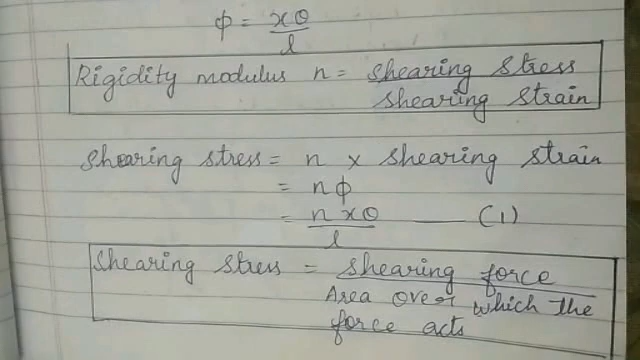 ϕ = xθ
l
Rigidity modulus n = shearing stress
shearing strain
shearing stress = n x shearing strain
= nϕ
= n xθ —— (1)
l
shearing stress = shearing force
Area over which the
force acts